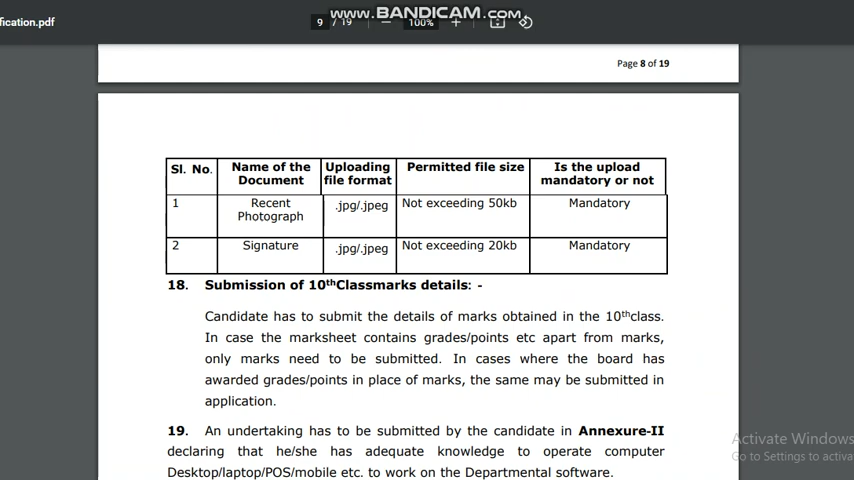 www.BANDICAM.com
fication.pdf
9 / 19
100%
Page 8 of 19
Sl. No. Name of the Document Uploading file format Permitted file size Is the upload mandatory or not
1 Recent Photograph .jpg/.jpeg Not exceeding 50kb Mandatory
2 Signature .jpg/.jpeg Not exceeding 20kb Mandatory
18. Submission of 10thClassmarks details: -
Candidate has to submit the details of marks obtained in the 10thclass.
In case the marksheet contains grades/points etc apart from marks,
only marks need to be submitted. In cases where the board has
awarded grades/points in place of marks, the same may be submitted in
application.
19. An undertaking has to be submitted by the candidate in Annexure-II
declaring that he/she has adequate knowledge to operate computer
Desktop/laptop/POS/mobile etc. to work on the Departmental software.
Activate Windows
Go to Settings to activa